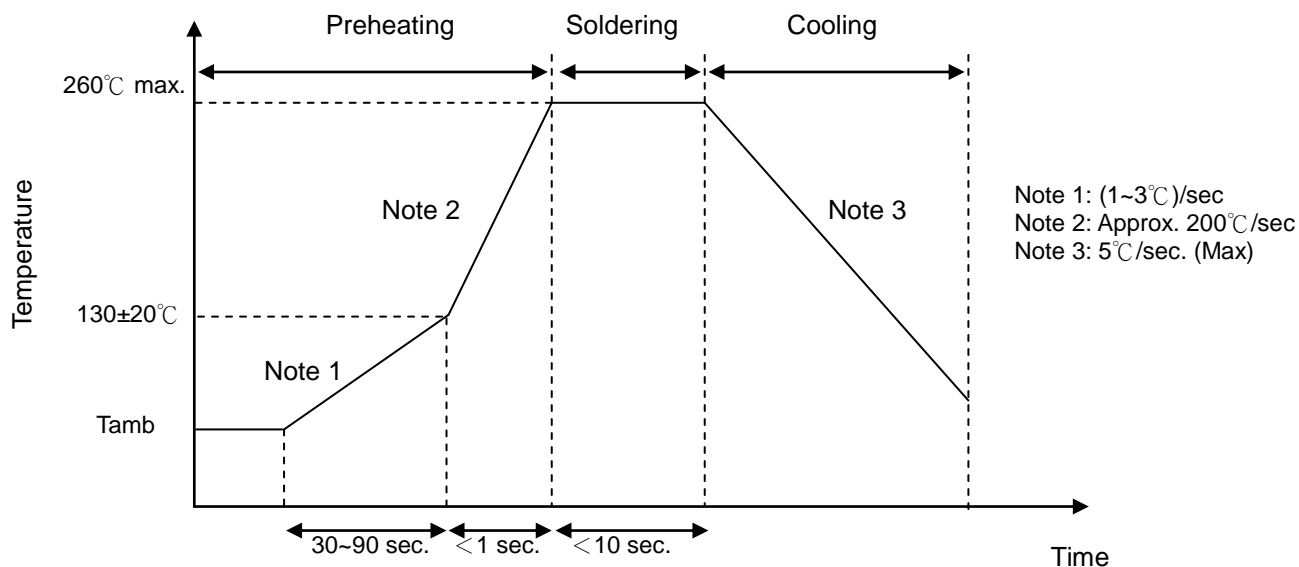 Preheating Soldering Cooling
260℃ max.
Temperature
Note 2
Note 3
Note 1: (1~3℃)/sec
Note 2: Approx. 200℃/sec
Note 3: 5℃/sec. (Max)
130±20℃
Note 1
Tamb
30~90 sec. <1 sec. <10 sec.
Time